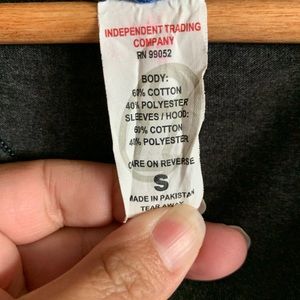 INDEPENDENT TRADING
COMPANY
RN 99052
BODY:
60% COTTON
40% POLYESTER
SLEEVES / HOOD:
60% COTTON
40% POLYESTER
CARE ON REVERSE
S
MADE IN PAKISTAN
TEAR AWAY